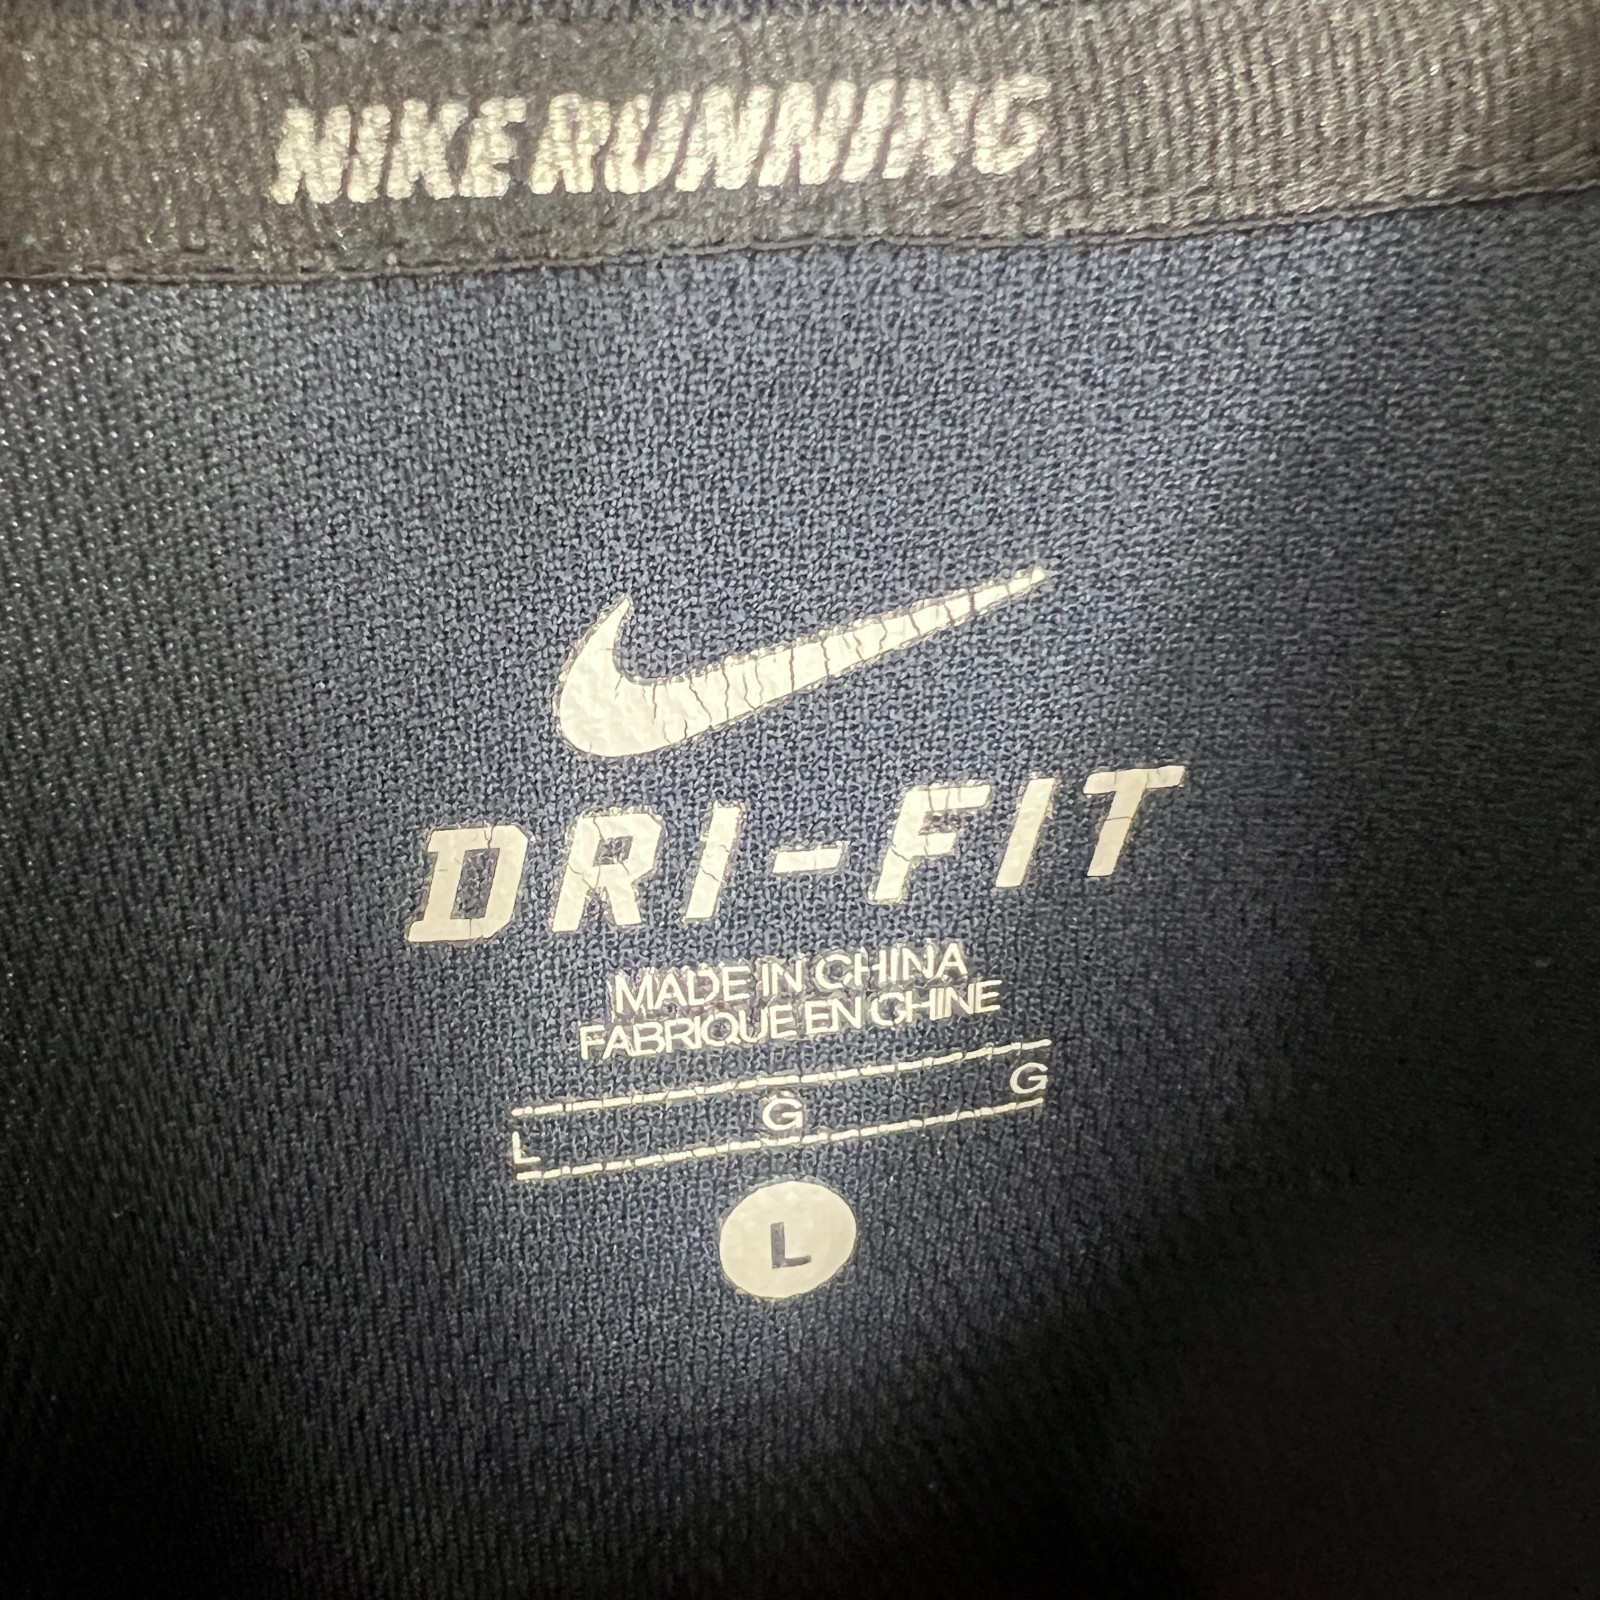 NIKE RUNNING
DRI-FIT
MADE IN CHINA
FABRIQUE EN CHINE
L G G
L